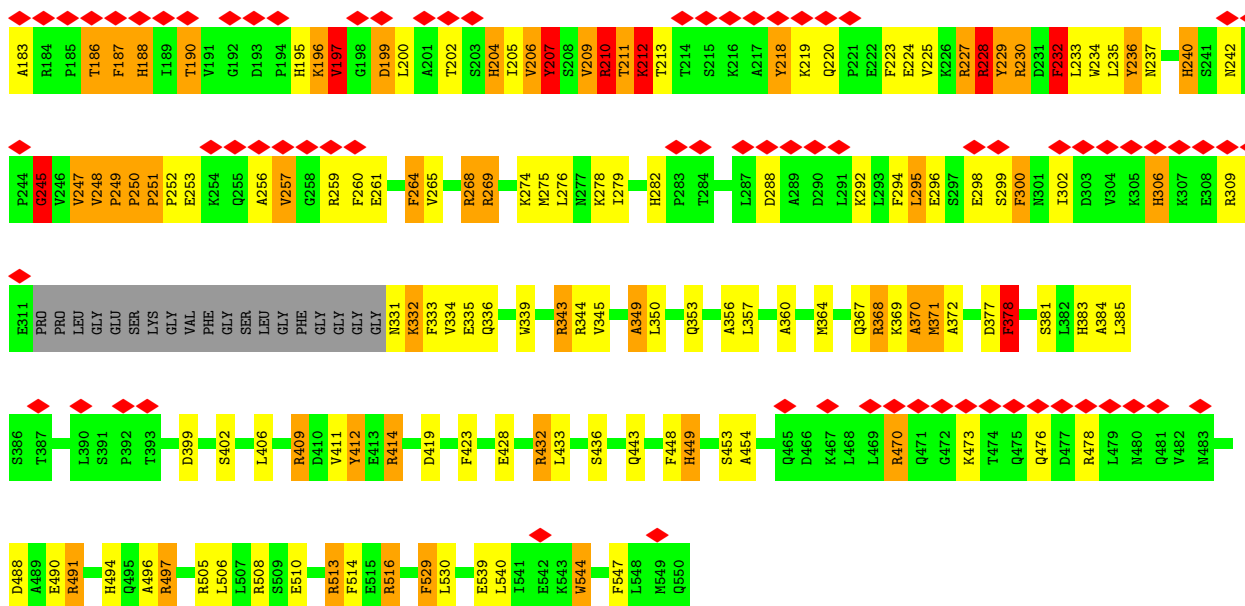 A183 R184 P185 T186 F187 H188 I189 T190 V191 G192 D193 P194 H195 K196 V197 G198 D199 L200 A201 T202 S203 H204 I205 V206 Y207 S208 V209 R210 T211 K212 T213 T214 S215 K216 A217 Y218 K219 Q220 P221 E222 F223 E224 V225 K226 R227 R228 Y229 R230 D231 F232 L233 W234 L235 Y236 N237 H240 S241 N242
P244 G245 V246 V247 V248 P249 P250 P251 P252 E253 K254 Q255 A256 V257 G258 R259 F260 E261 F264 V265 R268 R269 K274 M275 L276 N277 K278 I279 H282 P283 T284 L287 D288 A289 D290 L291 K292 L293 F294 L295 E296 S297 E298 S299 F300 N301 I302 D303 V304 K305 H306 K307 E308 R309
E311 PRO PRO LEU GLY GLU SER LYS GLY VAL PHE GLY SER LEU GLY PHE GLY GLY GLY GLY N331 K332 F333 V334 E335 Q336 W339 R343 R344 V345 A349 L350 Q353 A356 L357 A360 M364 Q367 R368 K369 A370 M371 A372 D377 F378 S381 L382 H383 A384 L385
S386 T387 L390 S391 P392 T393 D399 S402 L406 R409 D410 V411 Y412 E413 R414 D419 F423 E428 R432 L433 S436 Q443 F448 H449 S453 A454 Q465 D466 K467 L468 L469 R470 Q471 G472 K473 T474 Q475 Q476 D477 R478 L479 N480 Q481 V482 N483
D488 A489 E490 R491 H494 Q495 A496 R497 R505 L506 L507 R508 S509 E510 R513 F514 E515 R516 F529 L530 E539 L540 I541 E542 K543 W544 F547 L548 M549 Q550